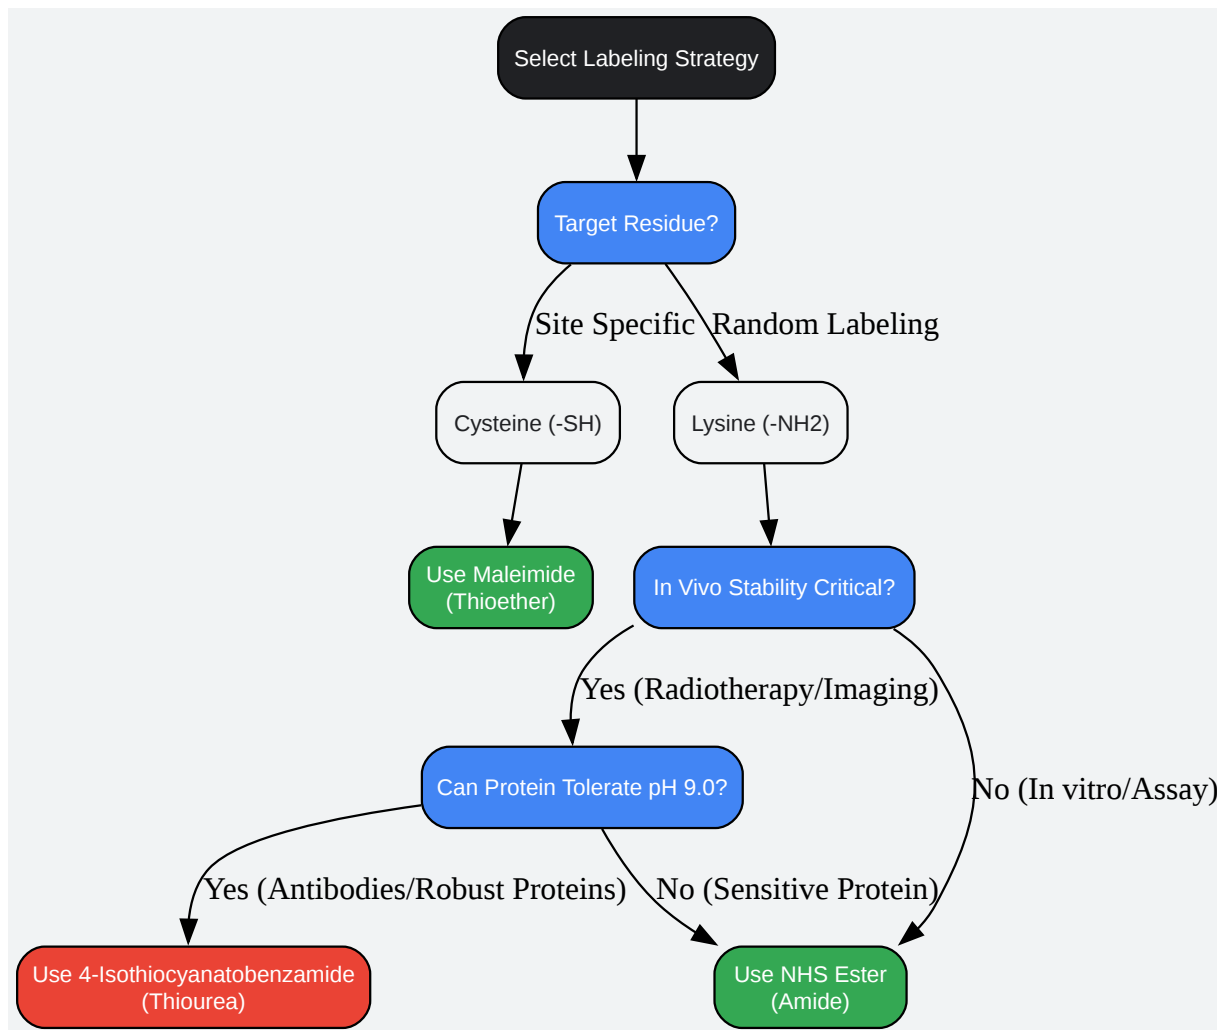 Select Labeling Strategy
Target Residue?
Site Specific
Random Labeling
Cysteine (-SH)
Lysine (-NH2)
Use Maleimide
(Thioether)
In Vivo Stability Critical?
Yes (Radiotherapy/Imaging)
Can Protein Tolerate pH 9.0?
No (In vitro/Assay)
Yes (Antibodies/Robust Proteins)
No (Sensitive Protein)
Use 4-Isothiocyanatobenzamide
(Thiourea)
Use NHS Ester
(Amide)